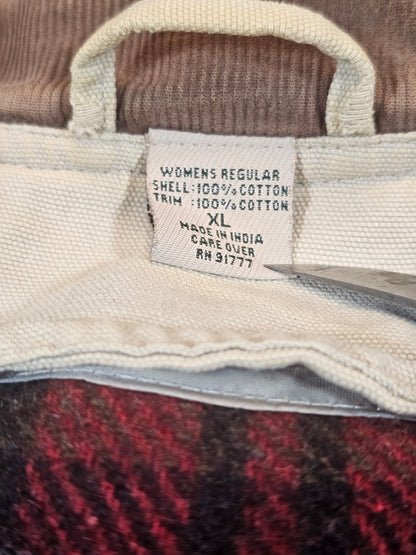 WOMENS REGULAR
SHELL:100% COTTON
TRIM :100% COTTON
XL
MADE IN INDIA
CARE OVER
RN 91777